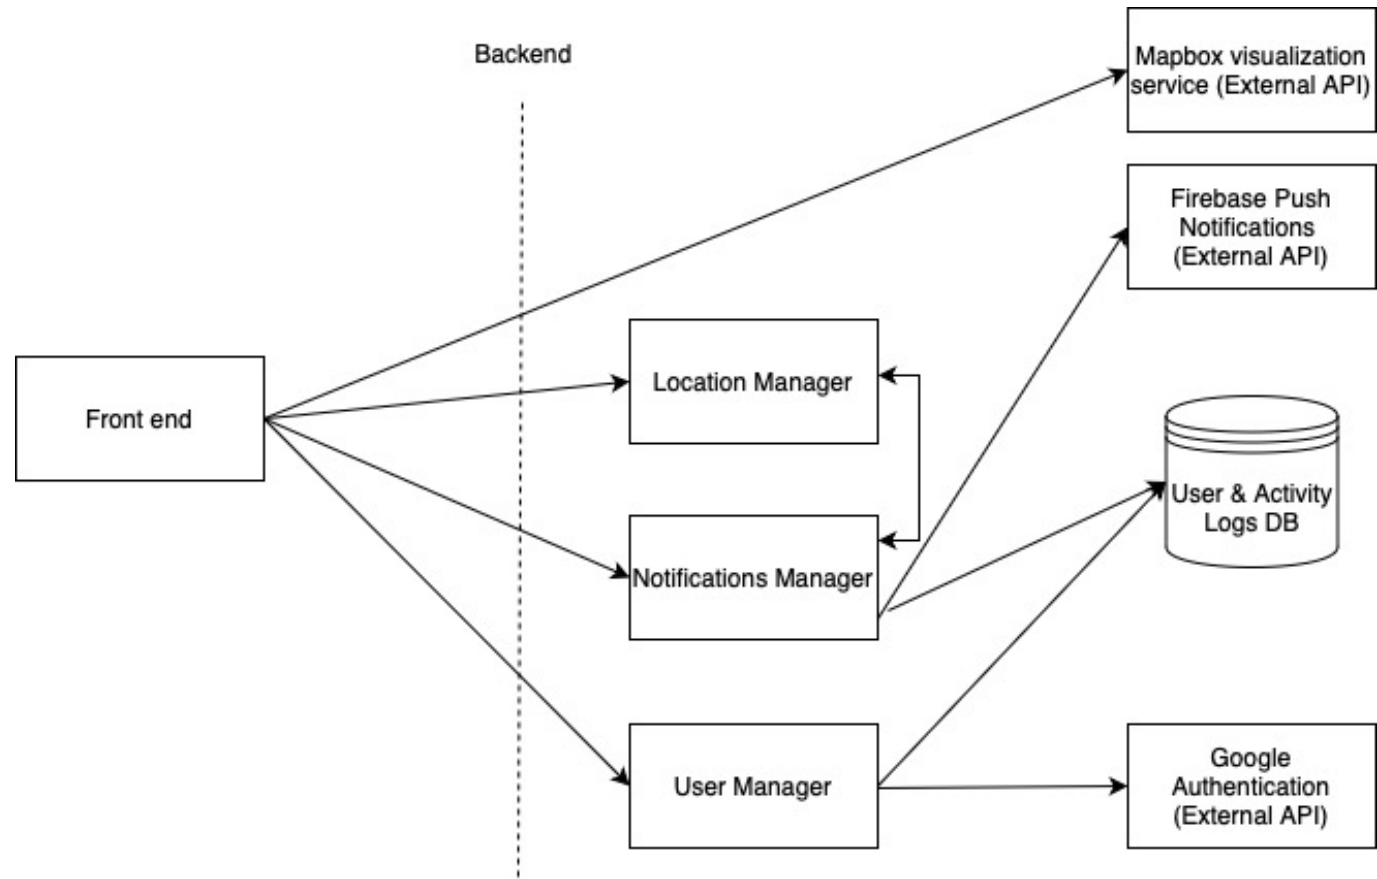 Backend
Mapbox visualization
service (External API)
Firebase Push
Notifications
(External API)
Location Manager
Front end
User & Activity
Logs DB
Notifications Manager
User Manager
Google
Authentication
(External API)